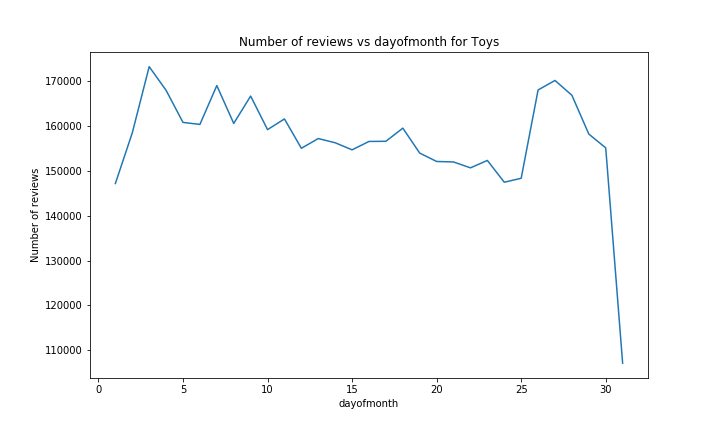 Number of reviews vs dayofmonth for Toys
Number of reviews
170000
160000
150000
140000
130000
120000
110000
0 5 10 15 20 25 30
dayofmonth